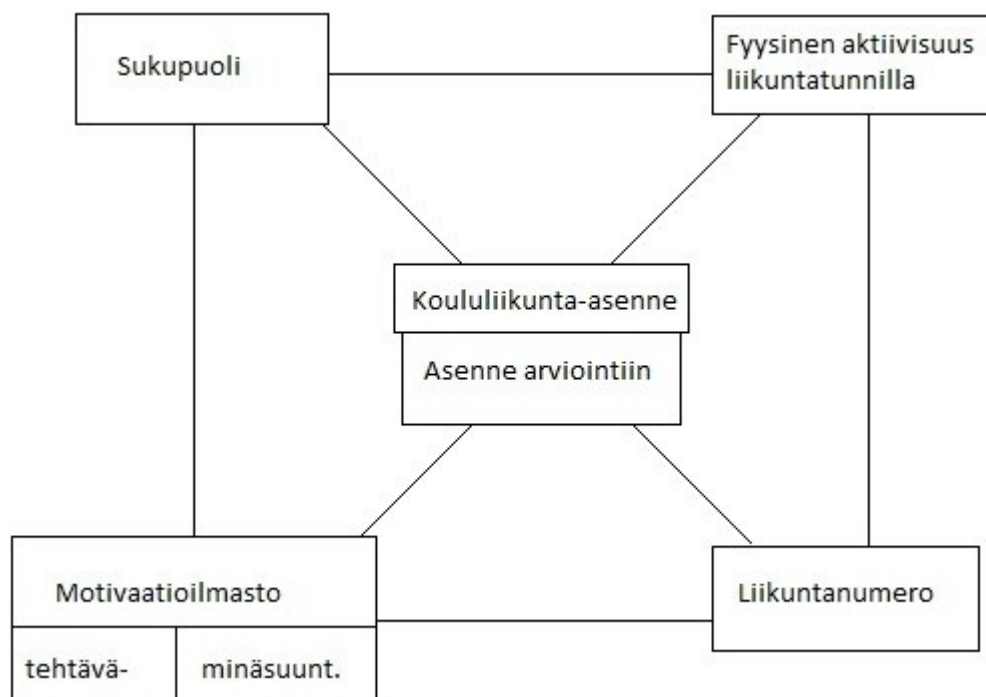 Sukupuoli
Fyysinen aktiivisuus
liikuntatunnilla
Koululiikunta-asenne
Asenne arviointiin
Motivaatioilmasto
tehtävä-
minäsuunt.
Liikuntanumero